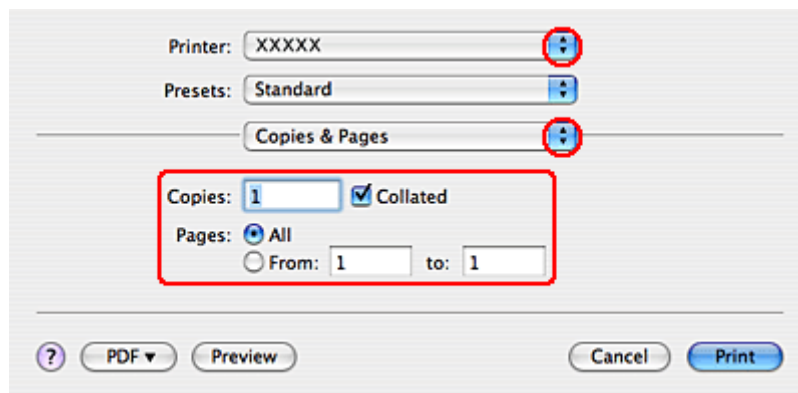 Printer: XXXXX
Presets: Standard
Copies & Pages
Copies: 1 Collated
Pages: All
From: 1 to: 1
? PDF ▼ Preview Cancel Print